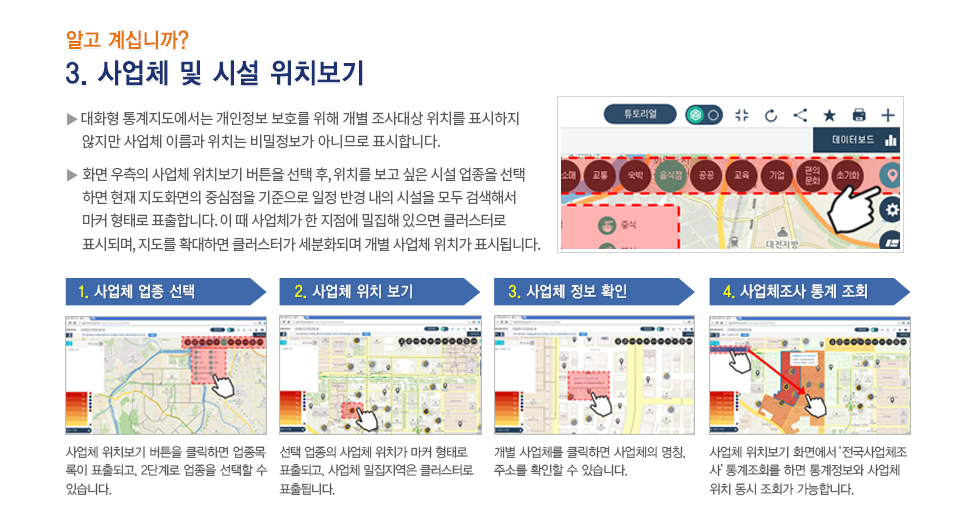 알고 계십니까?
3. 사업체 및 시설 위치보기
▶ 대화형 통계지도에서는 개인정보 보호를 위해 개별 조사대상 위치를 표시하지
않지만 사업체 이름과 위치는 비밀정보가 아니므로 표시합니다.
▶ 화면 우측의 사업체 위치보기 버튼을 선택 후, 위치를 보고 싶은 시설 업종을 선택
하면 현재 지도화면의 중심점을 기준으로 일정 반경 내의 시설을 모두 검색해서
마커 형태로 표출합니다. 이 때 사업체가 한 지점에 밀집해 있으면 클러스터로
표시되며, 지도를 확대하면 클러스터가 세분화되며 개별 사업체 위치가 표시됩니다.
튜토리얼
데이터보드
소매 교통 숙박 음식점 공공 교육 기업 편의 문화 초기화
중식
대전지방
1. 사업체 업종 선택
2. 사업체 위치 보기
3. 사업체 정보 확인
4. 사업체조사 통계 조회
사업체 위치보기 버튼을 클릭하면 업종목
록이 표출되고, 2단계로 업종을 선택할 수
있습니다.
선택 업종의 사업체 위치가 마커 형태로
표출되고, 사업체 밀집지역은 클러스터로
표출됩니다.
개별 사업체를 클릭하면 사업체의 명칭,
주소를 확인할 수 있습니다.
사업체 위치보기 화면에서 '전국사업체조
사' 통계조회를 하면 통계정보와 사업체
위치 동시 조회가 가능합니다.